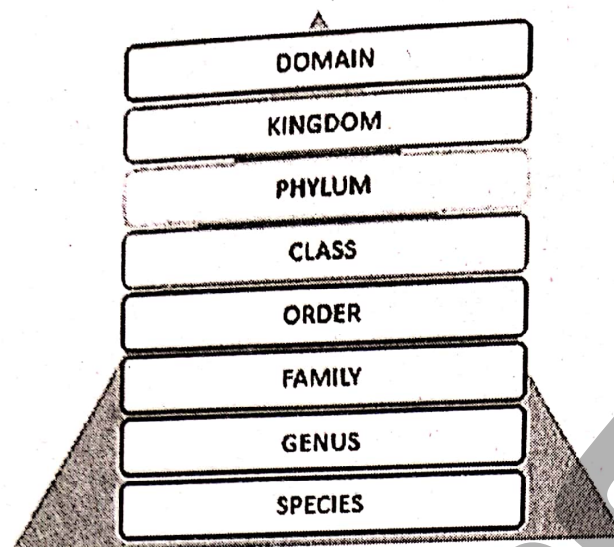 DOMAIN
KINGDOM
PHYLUM
CLASS
ORDER
FAMILY
GENUS
SPECIES